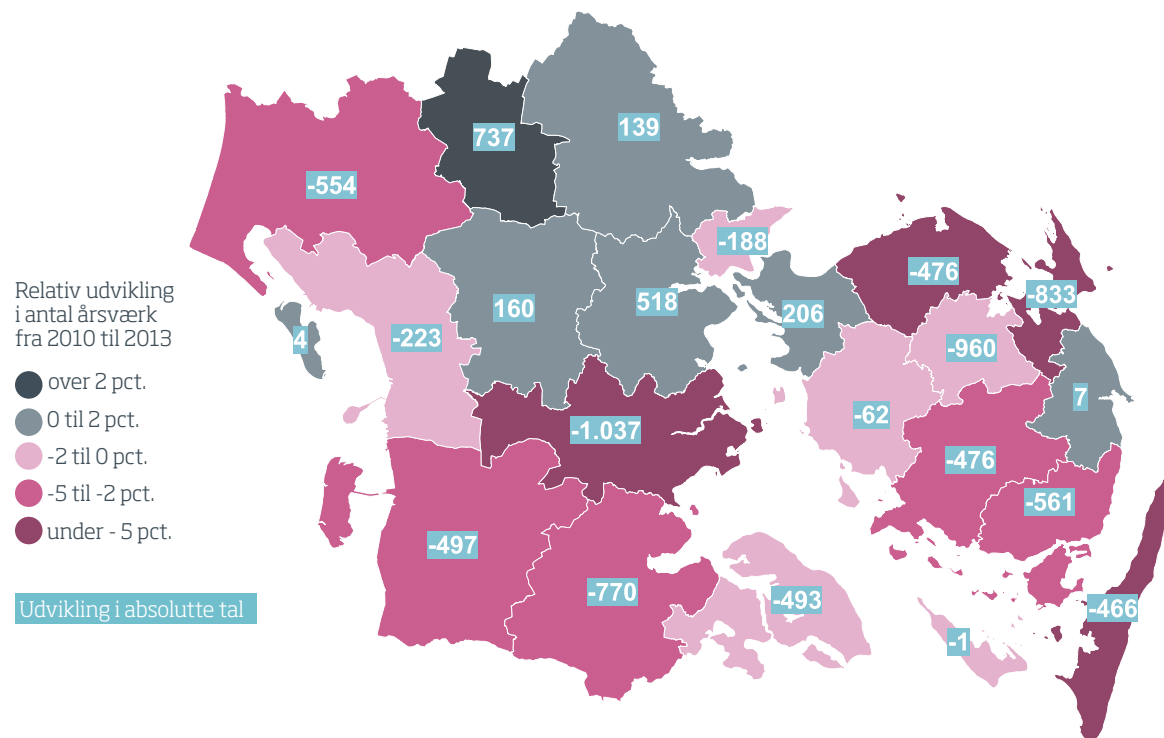 737
139
-554
-188
-476
-833
160
518
206
4
-223
-960
7
-62
-1.037
-476
-561
-497
-770
-493
-466
-1
Relativ udvikling
i antal årsværk
fra 2010 til 2013
over 2 pct.
0 til 2 pct.
-2 til 0 pct.
-5 til -2 pct.
under - 5 pct.
Udvikling i absolutte tal